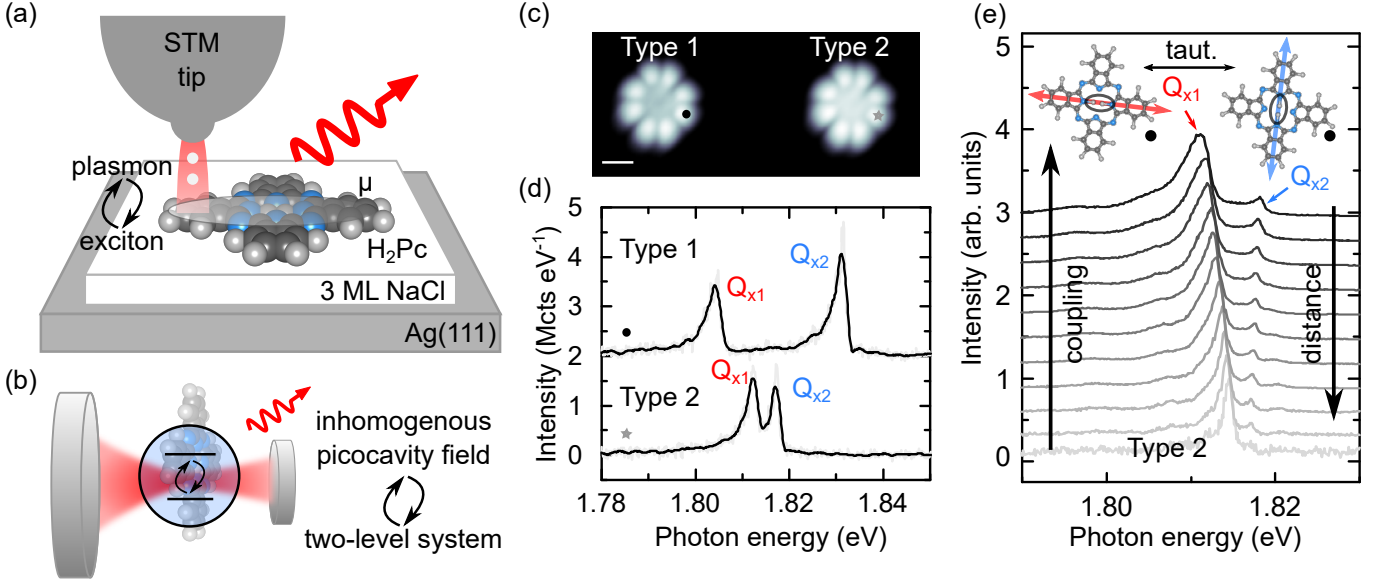 (a)
STM
tip
plasmon
exciton
μ
H₂Pc
3 ML NaCl
Ag(111)
(b)
inhomogenous
picocavity field
two-level system
(c)
Type 1
Type 2
(d)
5
4
3
2
1
0
Intensity (Mcts eV⁻¹)
Type 1
Qx1
Qx2
Type 2
Qx1
Qx2
1.78
1.80
1.82
1.84
Photon energy (eV)
(e)
5
4
3
2
1
0
Intensity (arb. units)
taut.
Qx1
Qx2
coupling
distance
Type 2
1.80
1.82
Photon energy (eV)